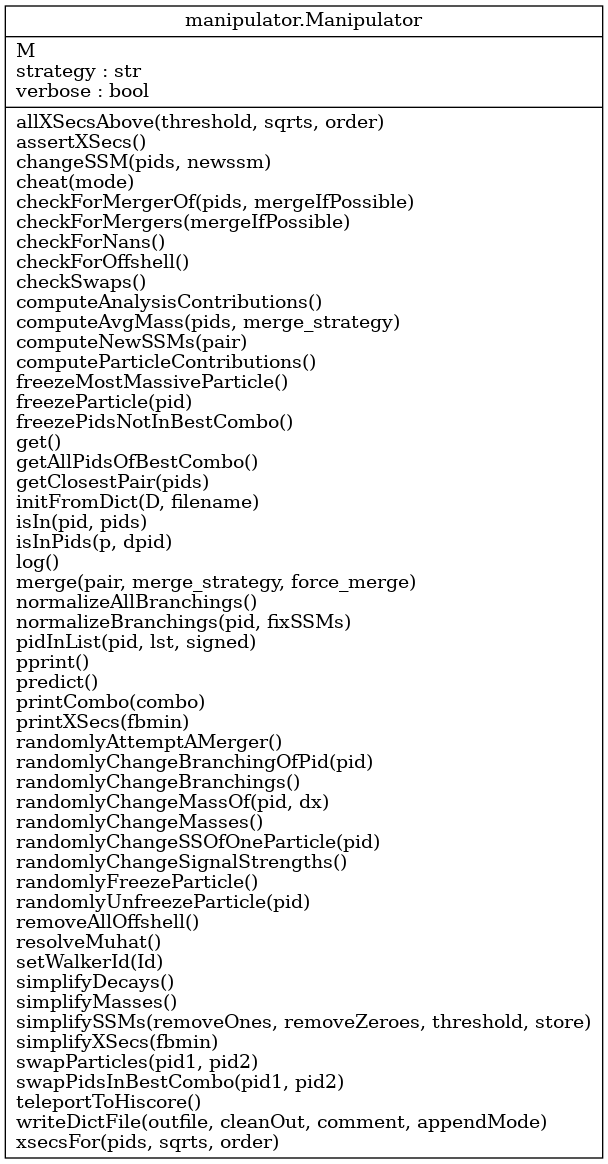 manipulator.Manipulator
M
strategy : str
verbose : bool
allXSecsAbove(threshold, sqrts, order)
assertXSecs()
changeSSM(pids, newssm)
cheat(mode)
checkForMergerOf(pids, mergeIfPossible)
checkForMergers(mergeIfPossible)
checkForNans()
checkForOffshell()
checkSwaps()
computeAnalysisContributions()
computeAvgMass(pids, merge_strategy)
computeNewSSMs(pair)
computeParticleContributions()
freezeMostMassiveParticle()
freezeParticle(pid)
freezePidsNotInBestCombo()
get()
getAllPidsOfBestCombo()
getClosestPair(pids)
initFromDict(D, filename)
isIn(pid, pids)
isInPids(p, dpid)
log()
merge(pair, merge_strategy, force_merge)
normalizeAllBranchings()
normalizeBranchings(pid, fixSSMs)
pidInList(pid, lst, signed)
pprint()
predict()
printCombo(combo)
printXSecs(fbmin)
randomlyAttemptAMerger()
randomlyChangeBranchingOfPid(pid)
randomlyChangeBranchings()
randomlyChangeMassOf(pid, dx)
randomlyChangeMasses()
randomlyChangeSSOfOneParticle(pid)
randomlyChangeSignalStrengths()
randomlyFreezeParticle()
randomlyUnfreezeParticle(pid)
removeAllOffshell()
resolveMuhat()
setWalkerId(Id)
simplifyDecays()
simplifyMasses()
simplifySSMs(removeOnes, removeZeroes, threshold, store)
simplifyXSecs(fbmin)
swapParticles(pid1, pid2)
swapPidsInBestCombo(pid1, pid2)
teleportToHiscore()
writeDictFile(outfile, cleanOut, comment, appendMode)
xsecsFor(pids, sqrts, order)